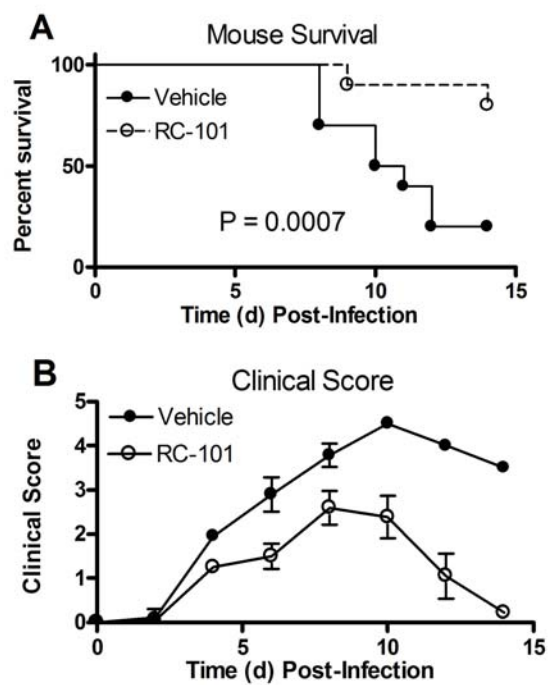 A
Mouse Survival
100
50
0
Percent survival
Vehicle
RC-101
P = 0.0007
0 5 10 15
Time (d) Post-Infection
B
Clinical Score
5
4
3
2
1
0
Clinical Score
Vehicle
RC-101
0 5 10 15
Time (d) Post-Infection